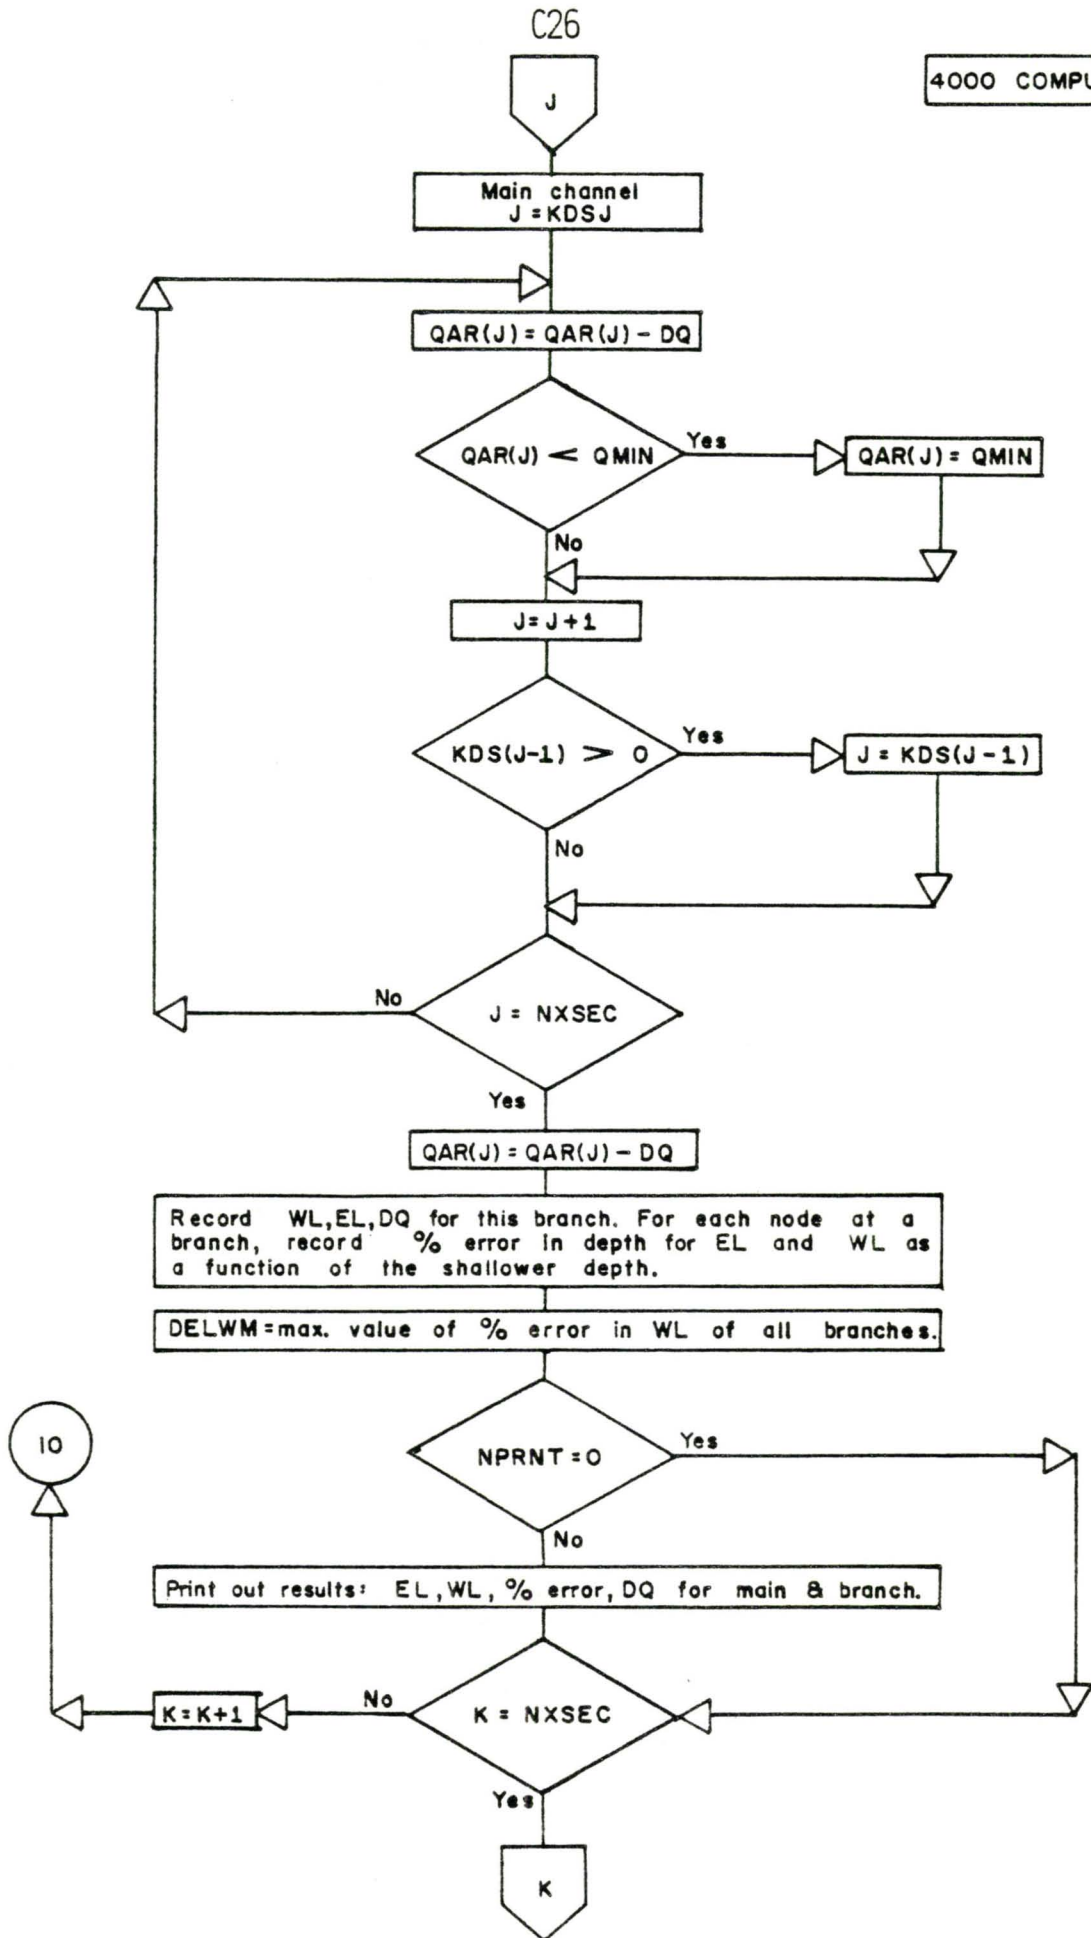 C26
4000 COMPU
J
Main channel
J = KDSJ
QAR(J) = QAR(J) - DQ
QAR(J) < QMIN
Yes
QAR(J) = QMIN
No
J = J + 1
KDS(J-1) > 0
Yes
J = KDS(J-1)
No
No
J = NXSEC
Yes
QAR(J) = QAR(J) - DQ
Record WL, EL, DQ for this branch. For each node at a
branch, record % error in depth for EL and WL as
a function of the shallower depth.
DELWM = max. value of % error in WL of all branches.
10
NPRNT = 0
Yes
No
Print out results: EL, WL, % error, DQ for main & branch.
K = K + 1
No
K = NXSEC
Yes
K